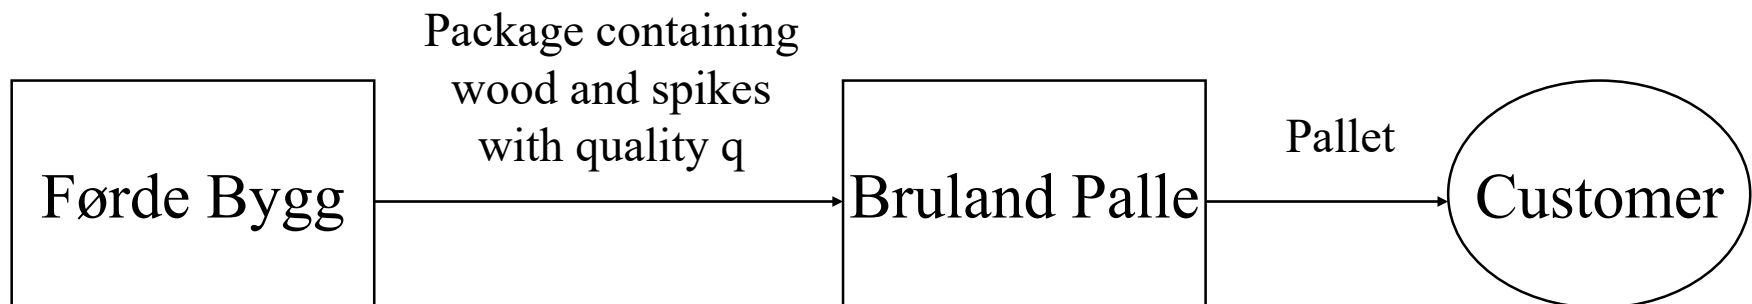 Package containing
wood and spikes
with quality q
Pallet
Førde Bygg
Bruland Palle
Customer